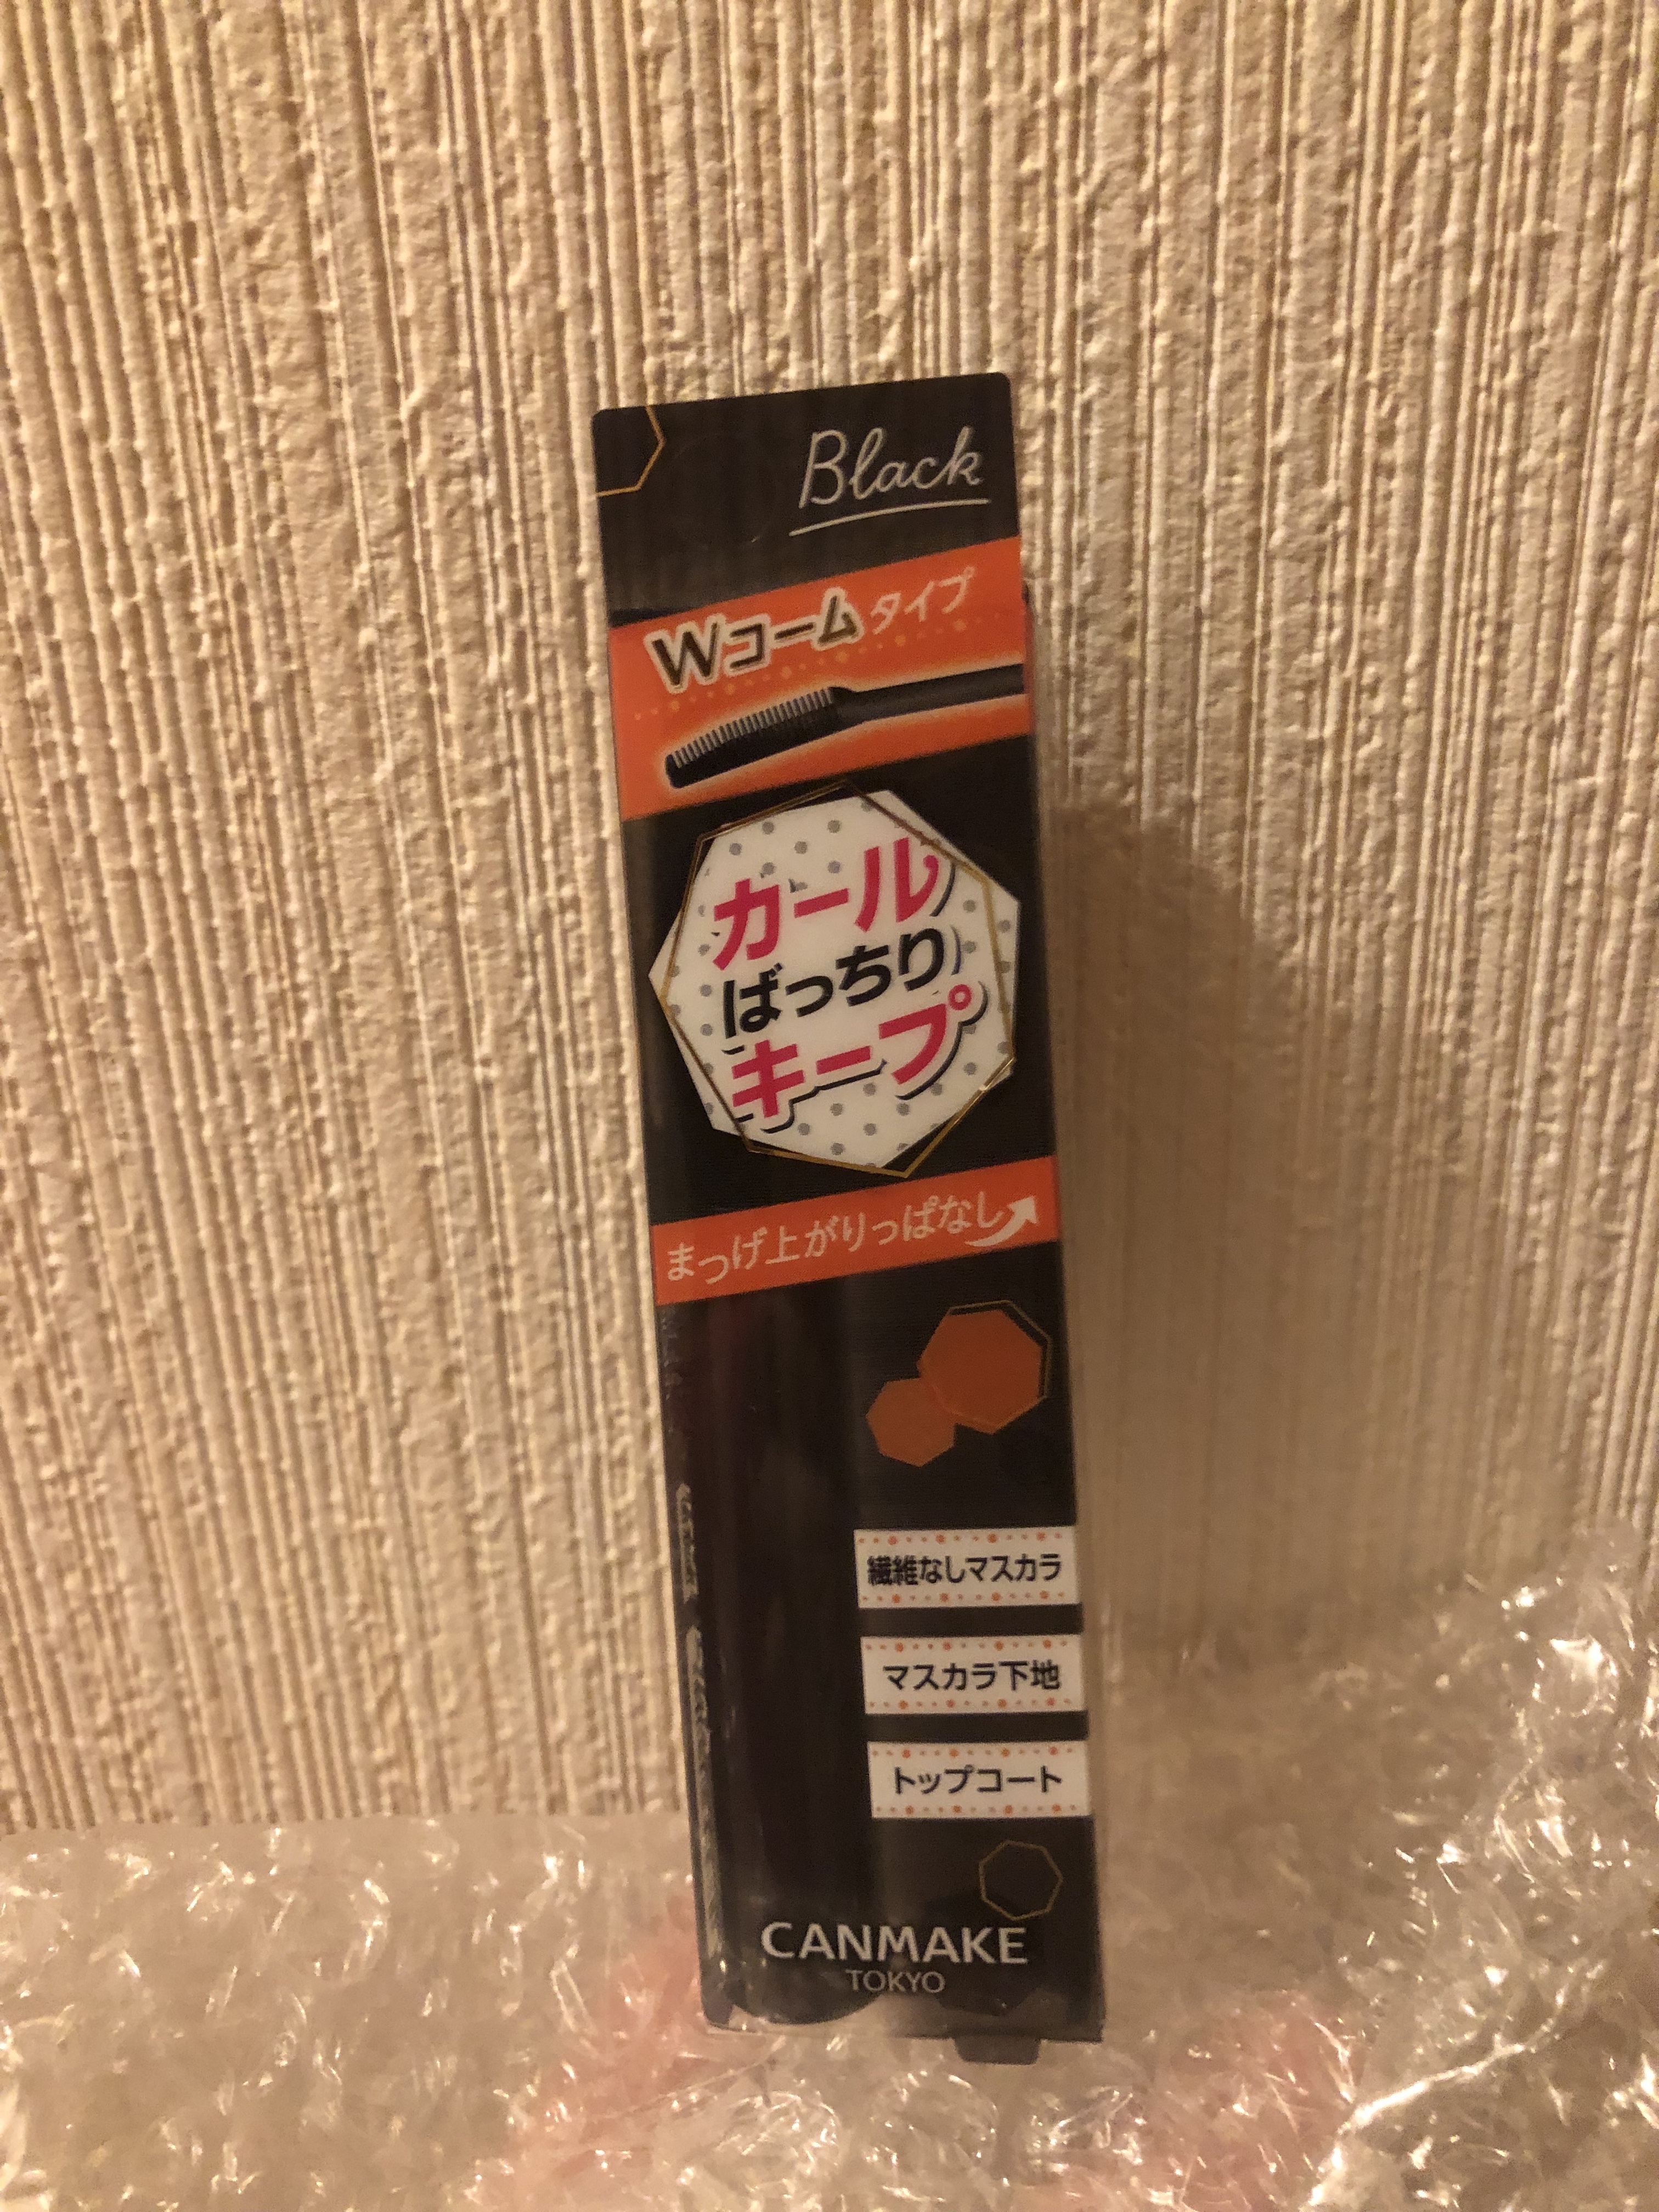 Black
Wコームタイプ
カール
ばっちり
キープ
まつげ上がりっぱなし
繊維なしマスカラ
マスカラ下地
トップコート
CANMAKE
TOKYO